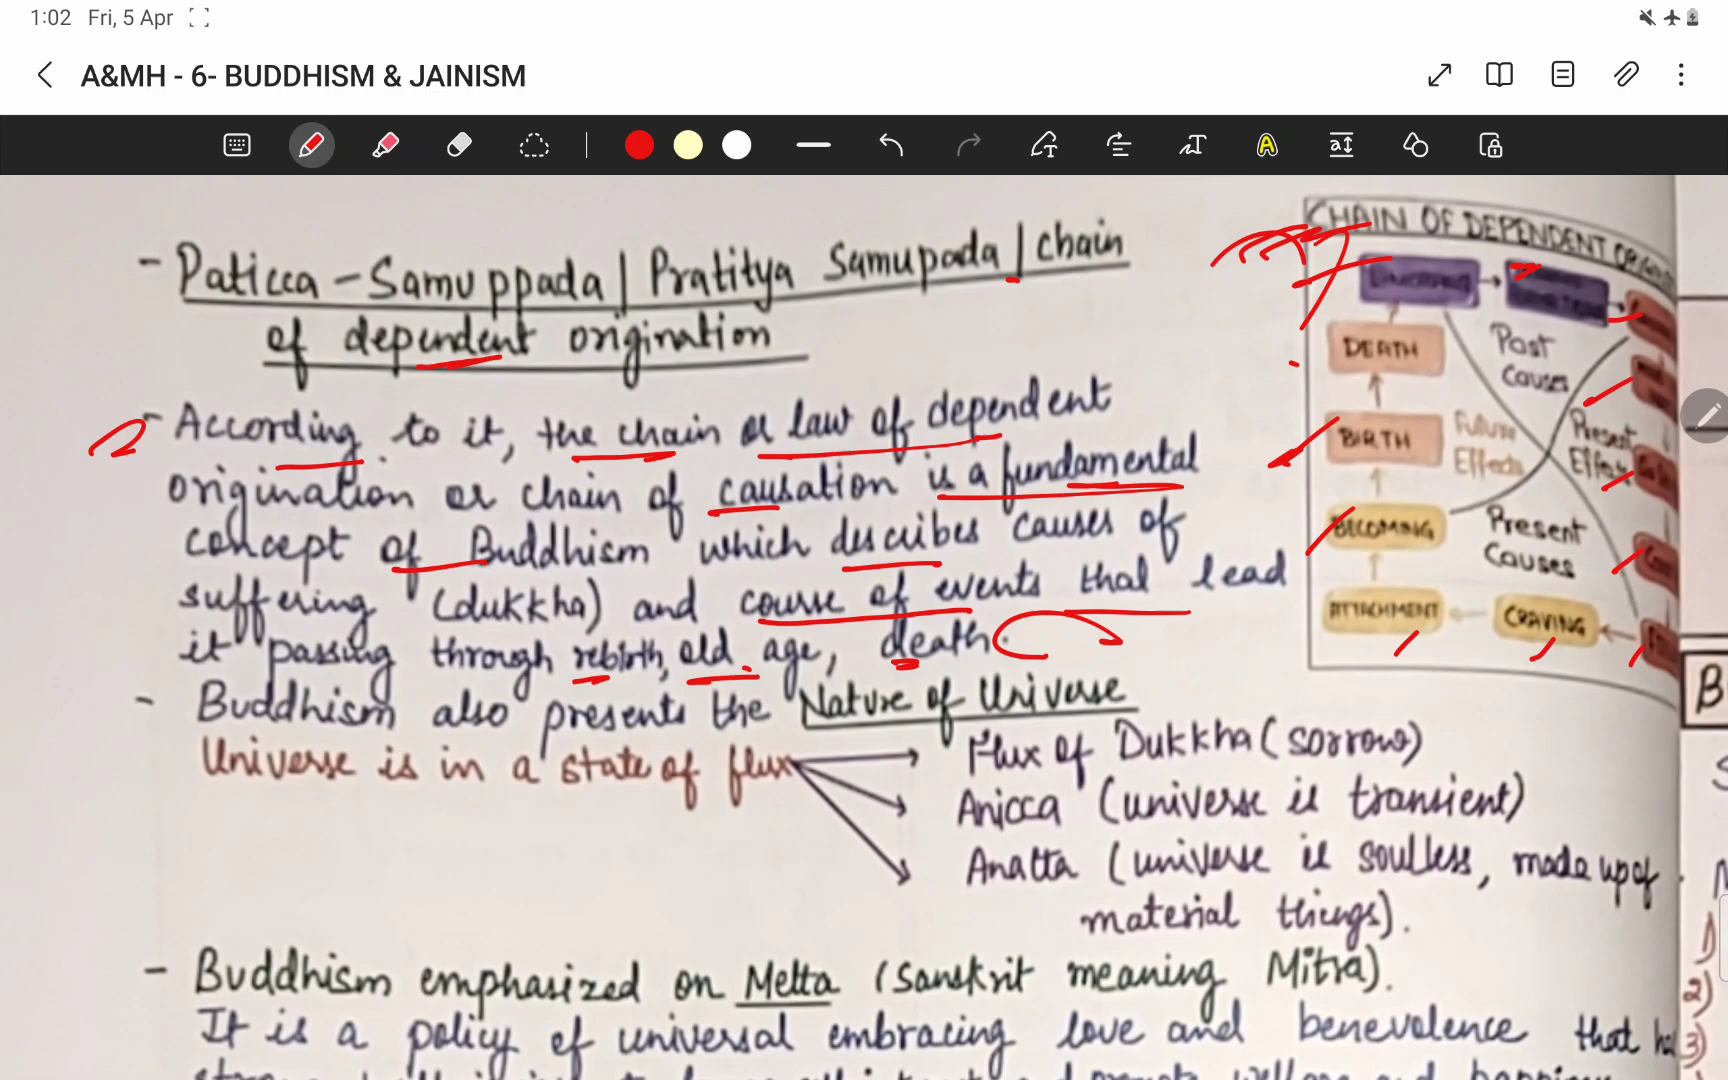 1:02 Fri, 5 Apr
A&MH - 6- BUDDHISM & JAINISM
- Paticca - Samuppada | Pratitya Samupada | chain
of dependent origination
- According to it, the chain or law of dependent
origination or chain of causation is a fundamental
concept of Buddhism which describes causes of
suffering (dukkha) and course of events that lead
it passing through rebirth, old age, death.
- Buddhism also presents the Nature of Universe
Universe is in a state of flux
Flux of Dukkha (sorrow)
Anicca (universe is transient)
Anatta (universe is soulless, made up of
material things).
- Buddhism emphasized on Metta (Sanskrit meaning Mitra).
It is a policy of universal embracing love and benevolence that
CHAIN OF DEPENDENT
DEATH
Past
Causes
BIRTH
Future
Effects
Present
BECOMING
Present
Causes
ATTACHMENT
CRAVING
B
1)
2)
3)